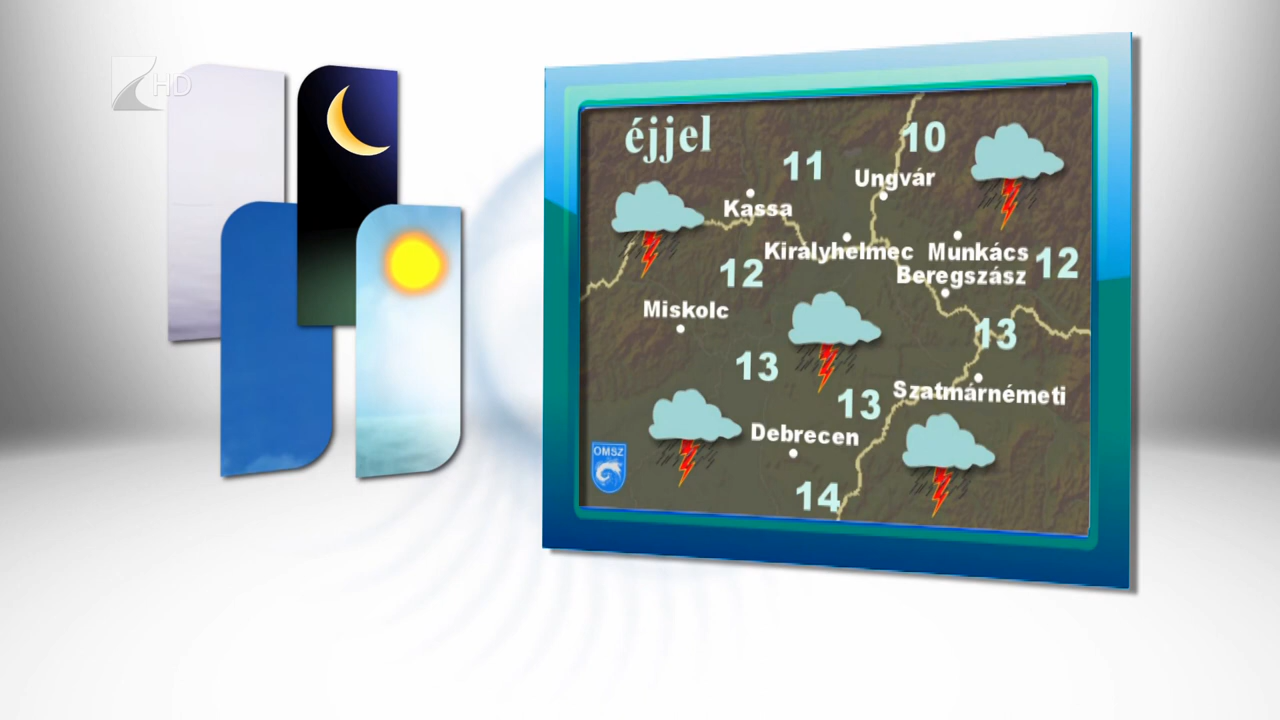 HD
éjjel
10
11
Ungvár
Kassa
Királyhelmec
Munkács
12
12
Beregszász
Miskolc
13
13
Szatmárnémeti
13
Debrecen
OMSZ
14